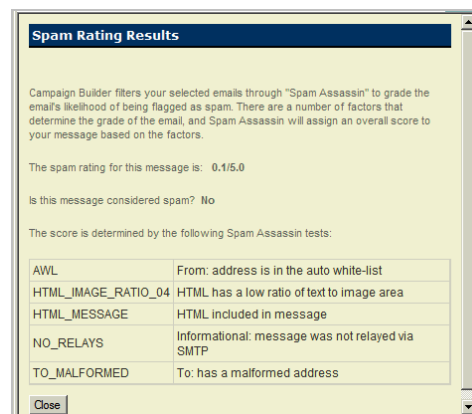 Spam Rating Results
Campaign Builder filters your selected emails through "Spam Assassin" to grade the
email's likelihood of being flagged as spam. There are a number of factors that
determine the grade of the email, and Spam Assassin will assign an overall score to
your message based on the factors.
The spam rating for this message is: 0.1/5.0
Is this message considered spam? No
The score is determined by the following Spam Assassin tests:
AWL From: address is in the auto white-list
HTML_IMAGE_RATIO_04 HTML has a low ratio of text to image area
HTML_MESSAGE HTML included in message
NO_RELAYS Informational: message was not relayed via
SMTP
TO_MALFORMED To: has a malformed address
Close